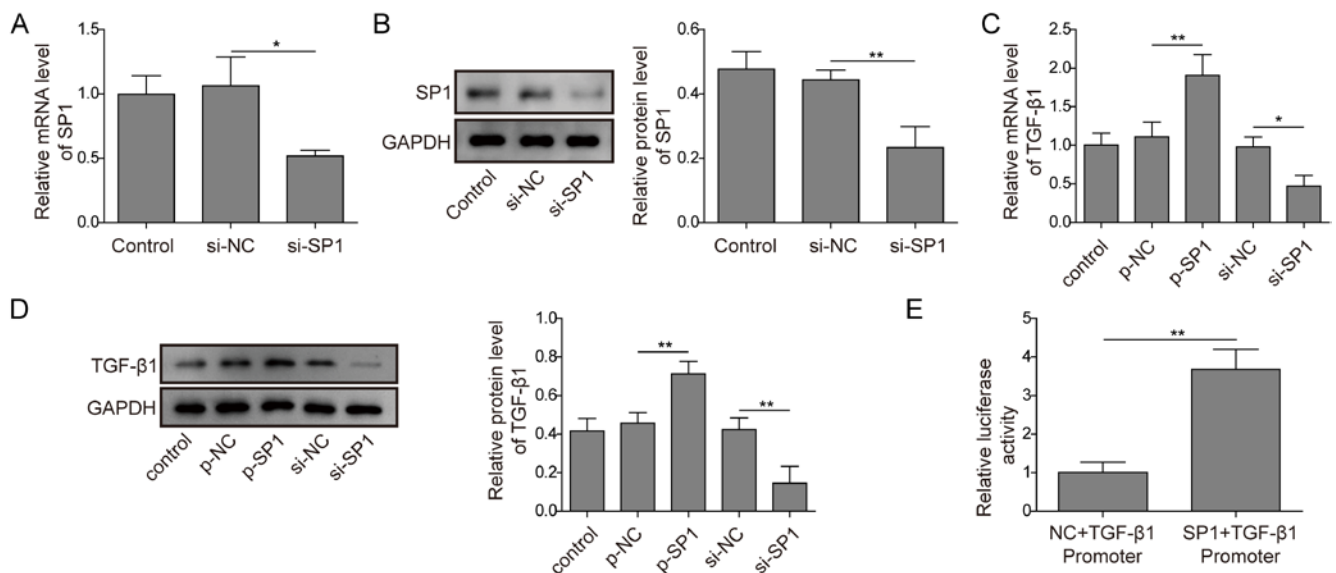 A
Relative mRNA level
of SP1
1.5
1.0
0.5
0.0
*
Control
si-NC
si-SP1
B
SP1
GAPDH
Control
si-NC
si-SP1
Relative protein level
of SP1
0.6
0.4
0.2
0.0
**
Control
si-NC
si-SP1
C
Relative mRNA level
of TGF-β1
2.5
2.0
1.5
1.0
0.5
0.0
**
*
control
p-NC
p-SP1
si-NC
si-SP1
D
TGF-β1
GAPDH
control
p-NC
p-SP1
si-NC
si-SP1
Relative protein level
of TGF-β1
1.0
0.8
0.6
0.4
0.2
0.0
**
**
control
p-NC
p-SP1
si-NC
si-SP1
E
Relative luciferase
activity
5
4
3
2
1
0
**
NC+TGF-β1
Promoter
SP1+TGF-β1
Promoter